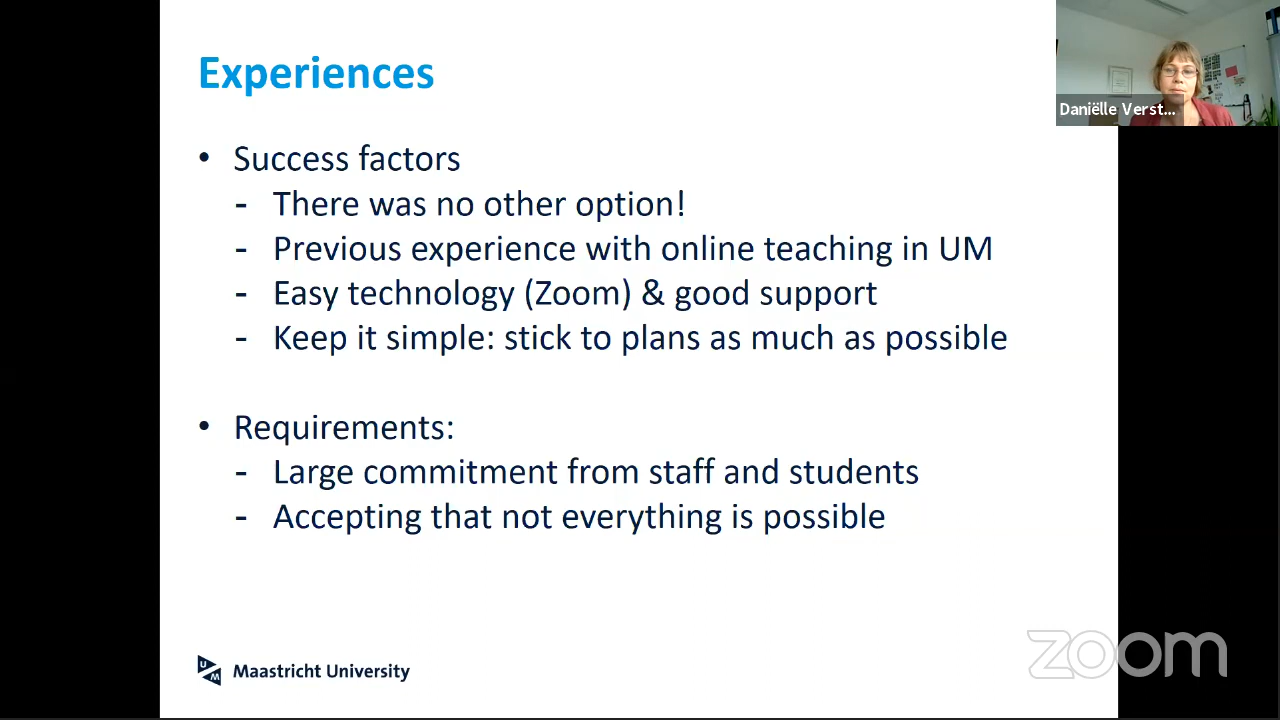 Experiences
Daniëlle Verst...
• Success factors
- There was no other option!
- Previous experience with online teaching in UM
- Easy technology (Zoom) & good support
- Keep it simple: stick to plans as much as possible
• Requirements:
- Large commitment from staff and students
- Accepting that not everything is possible
UM
Maastricht University
zoom